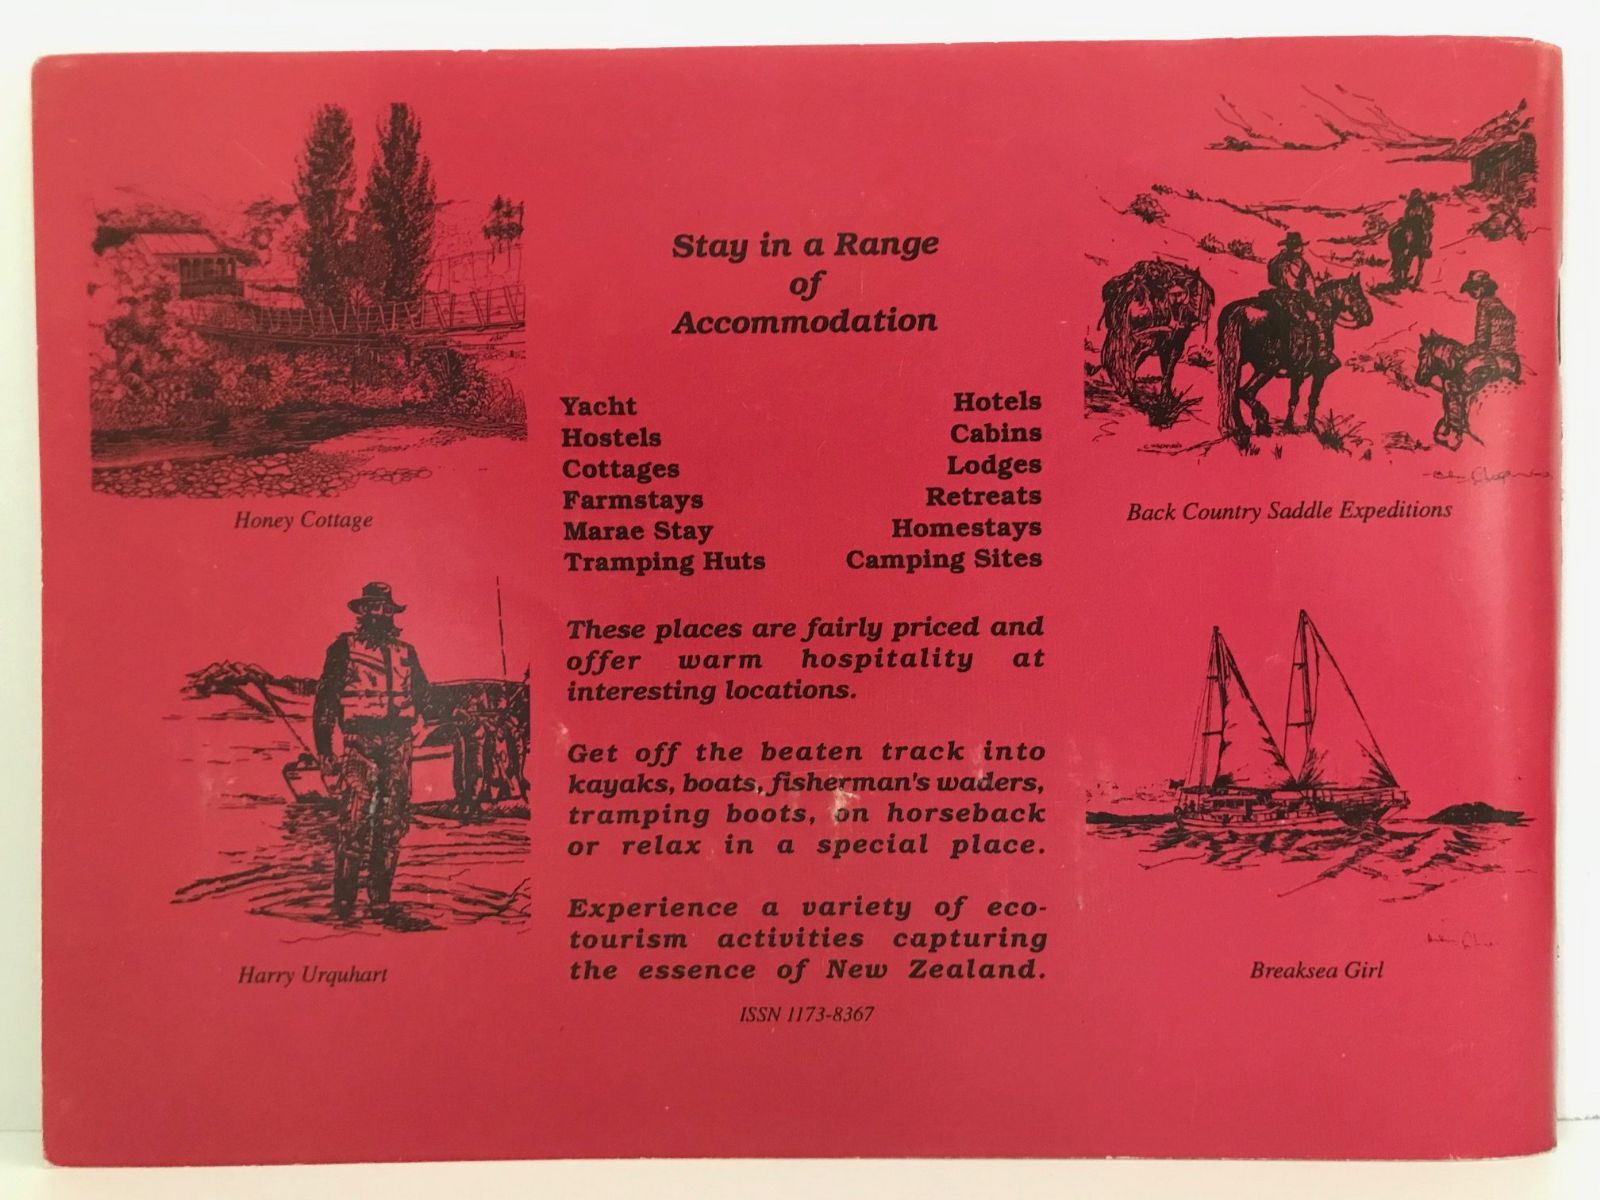 Stay in a Range
of
Accommodation
Yacht
Hostels
Cottages
Farmstays
Marae Stay
Tramping Huts
Hotels
Cabins
Lodges
Retreats
Homestays
Camping Sites
These places are fairly priced and
offer warm hospitality at
interesting locations.
Get off the beaten track into
kayaks, boats, fisherman's waders,
tramping boots, on horseback
or relax in a special place.
Experience a variety of eco-
tourism activities capturing
the essence of New Zealand.
ISSN 1173-8367
Honey Cottage
Harry Urquhart
Back Country Saddle Expeditions
Breaksea Girl